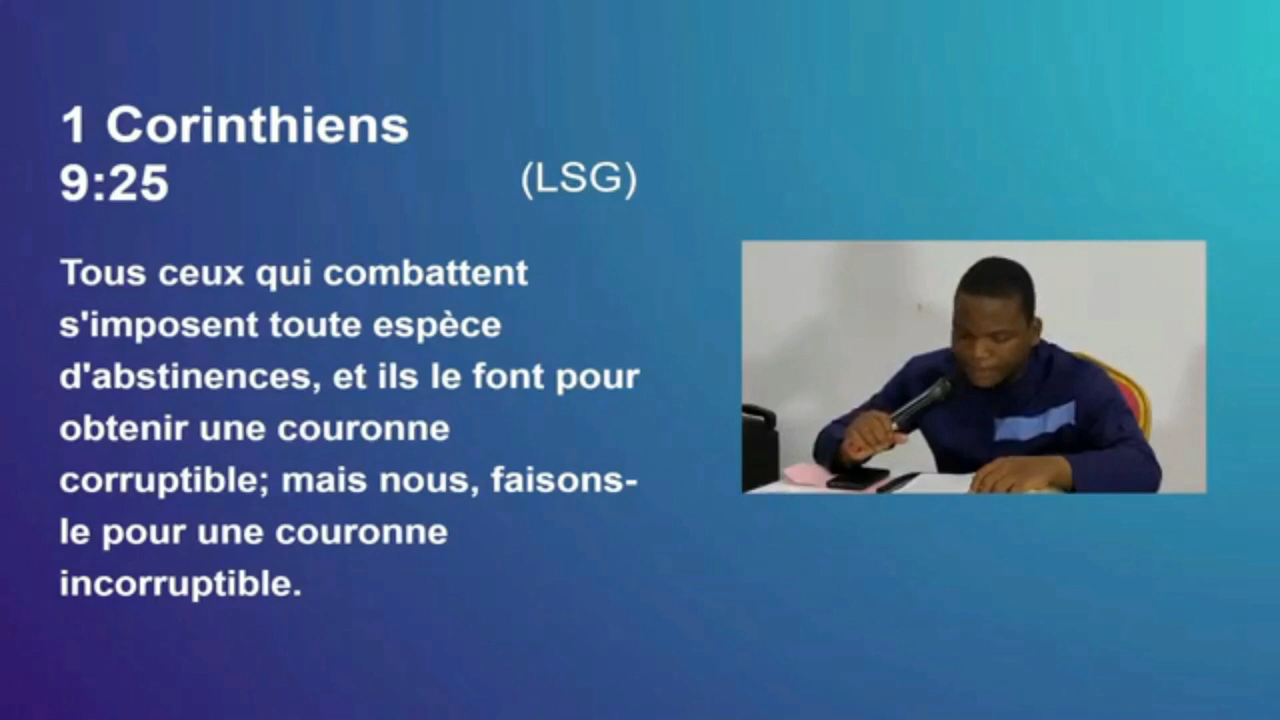 1 Corinthiens
9:25
(LSG)
Tous ceux qui combattent
s'imposent toute espèce
d'abstinences, et ils le font pour
obtenir une couronne
corruptible; mais nous, faisons-
le pour une couronne
incorruptible.